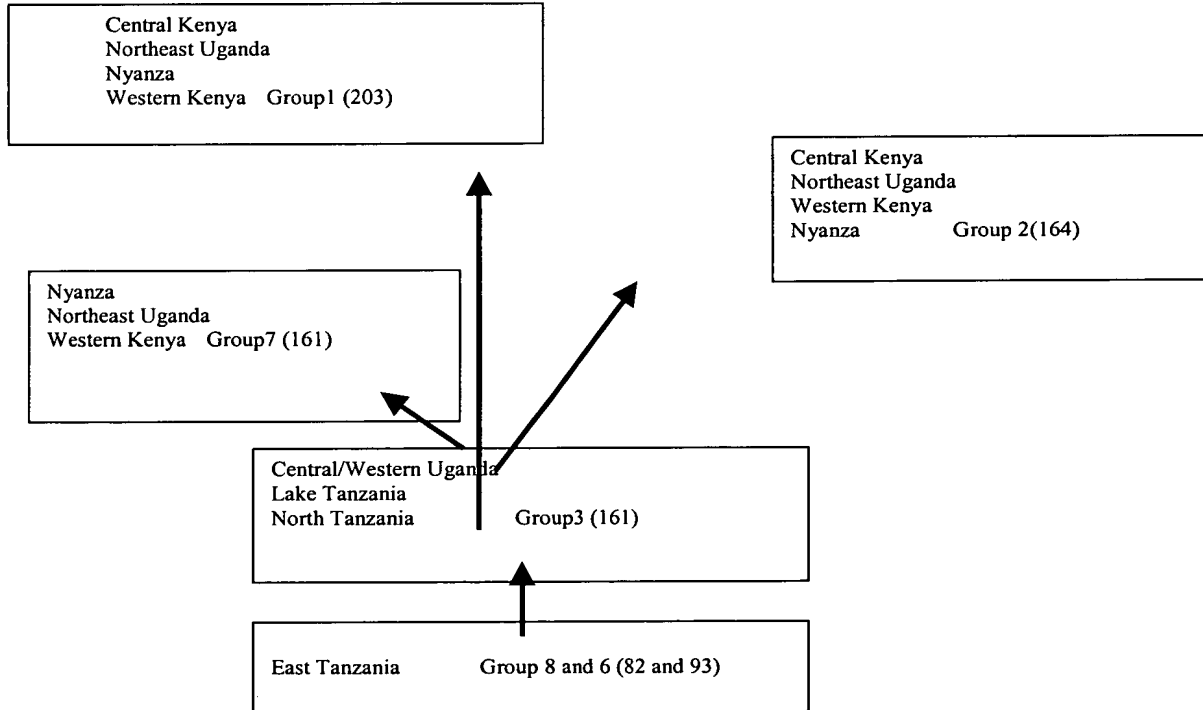 Central Kenya
Northeast Uganda
Nyanza
Western Kenya Group1 (203)
Central Kenya
Northeast Uganda
Western Kenya
Nyanza Group 2(164)
Nyanza
Northeast Uganda
Western Kenya Group7 (161)
Central/Western Uganda
Lake Tanzania
North Tanzania Group3 (161)
East Tanzania Group 8 and 6 (82 and 93)